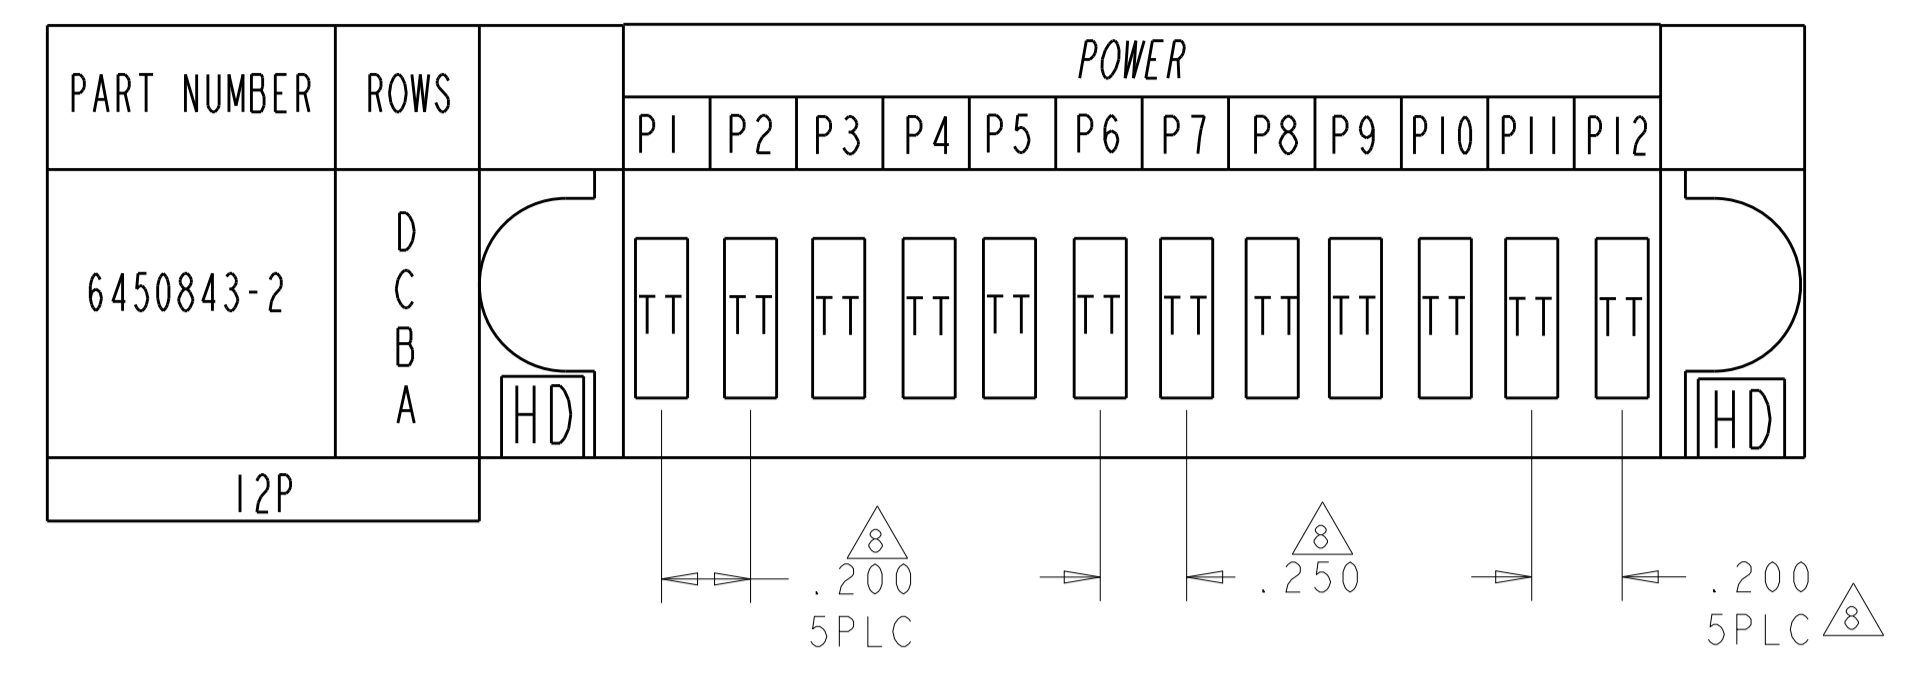 POWER
PART NUMBER ROWS
P1 P2 P3 P4 P5 P6 P7 P8 P9 P10 P11 P12
D
C
6450843-2
B
A
TT TT TT TT TT TT TT TT TT TT TT TT
HD HD
12P
8 8
.200 .250 .200
5PLC 5PLC 8